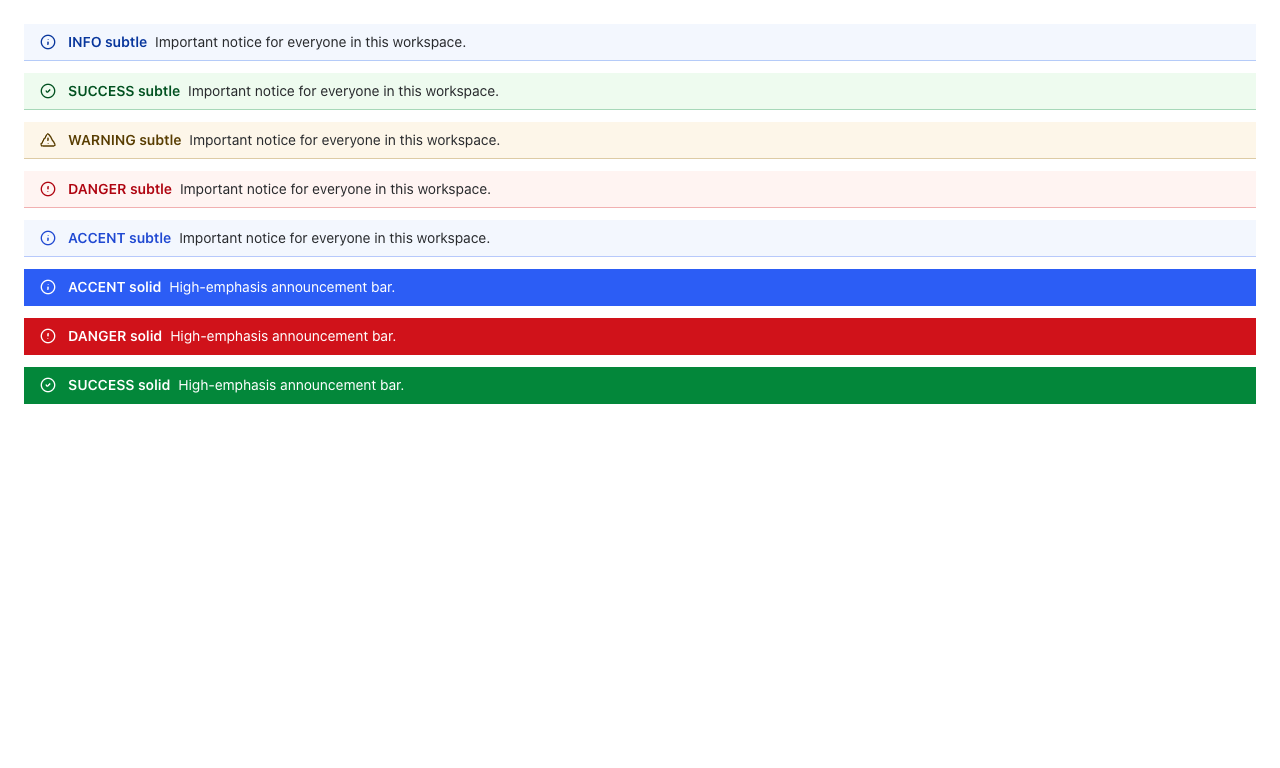 INFO subtle Important notice for everyone in this workspace.
SUCCESS subtle Important notice for everyone in this workspace.
WARNING subtle Important notice for everyone in this workspace.
DANGER subtle Important notice for everyone in this workspace.
ACCENT subtle Important notice for everyone in this workspace.
ACCENT solid High-emphasis announcement bar.
DANGER solid High-emphasis announcement bar.
SUCCESS solid High-emphasis announcement bar.